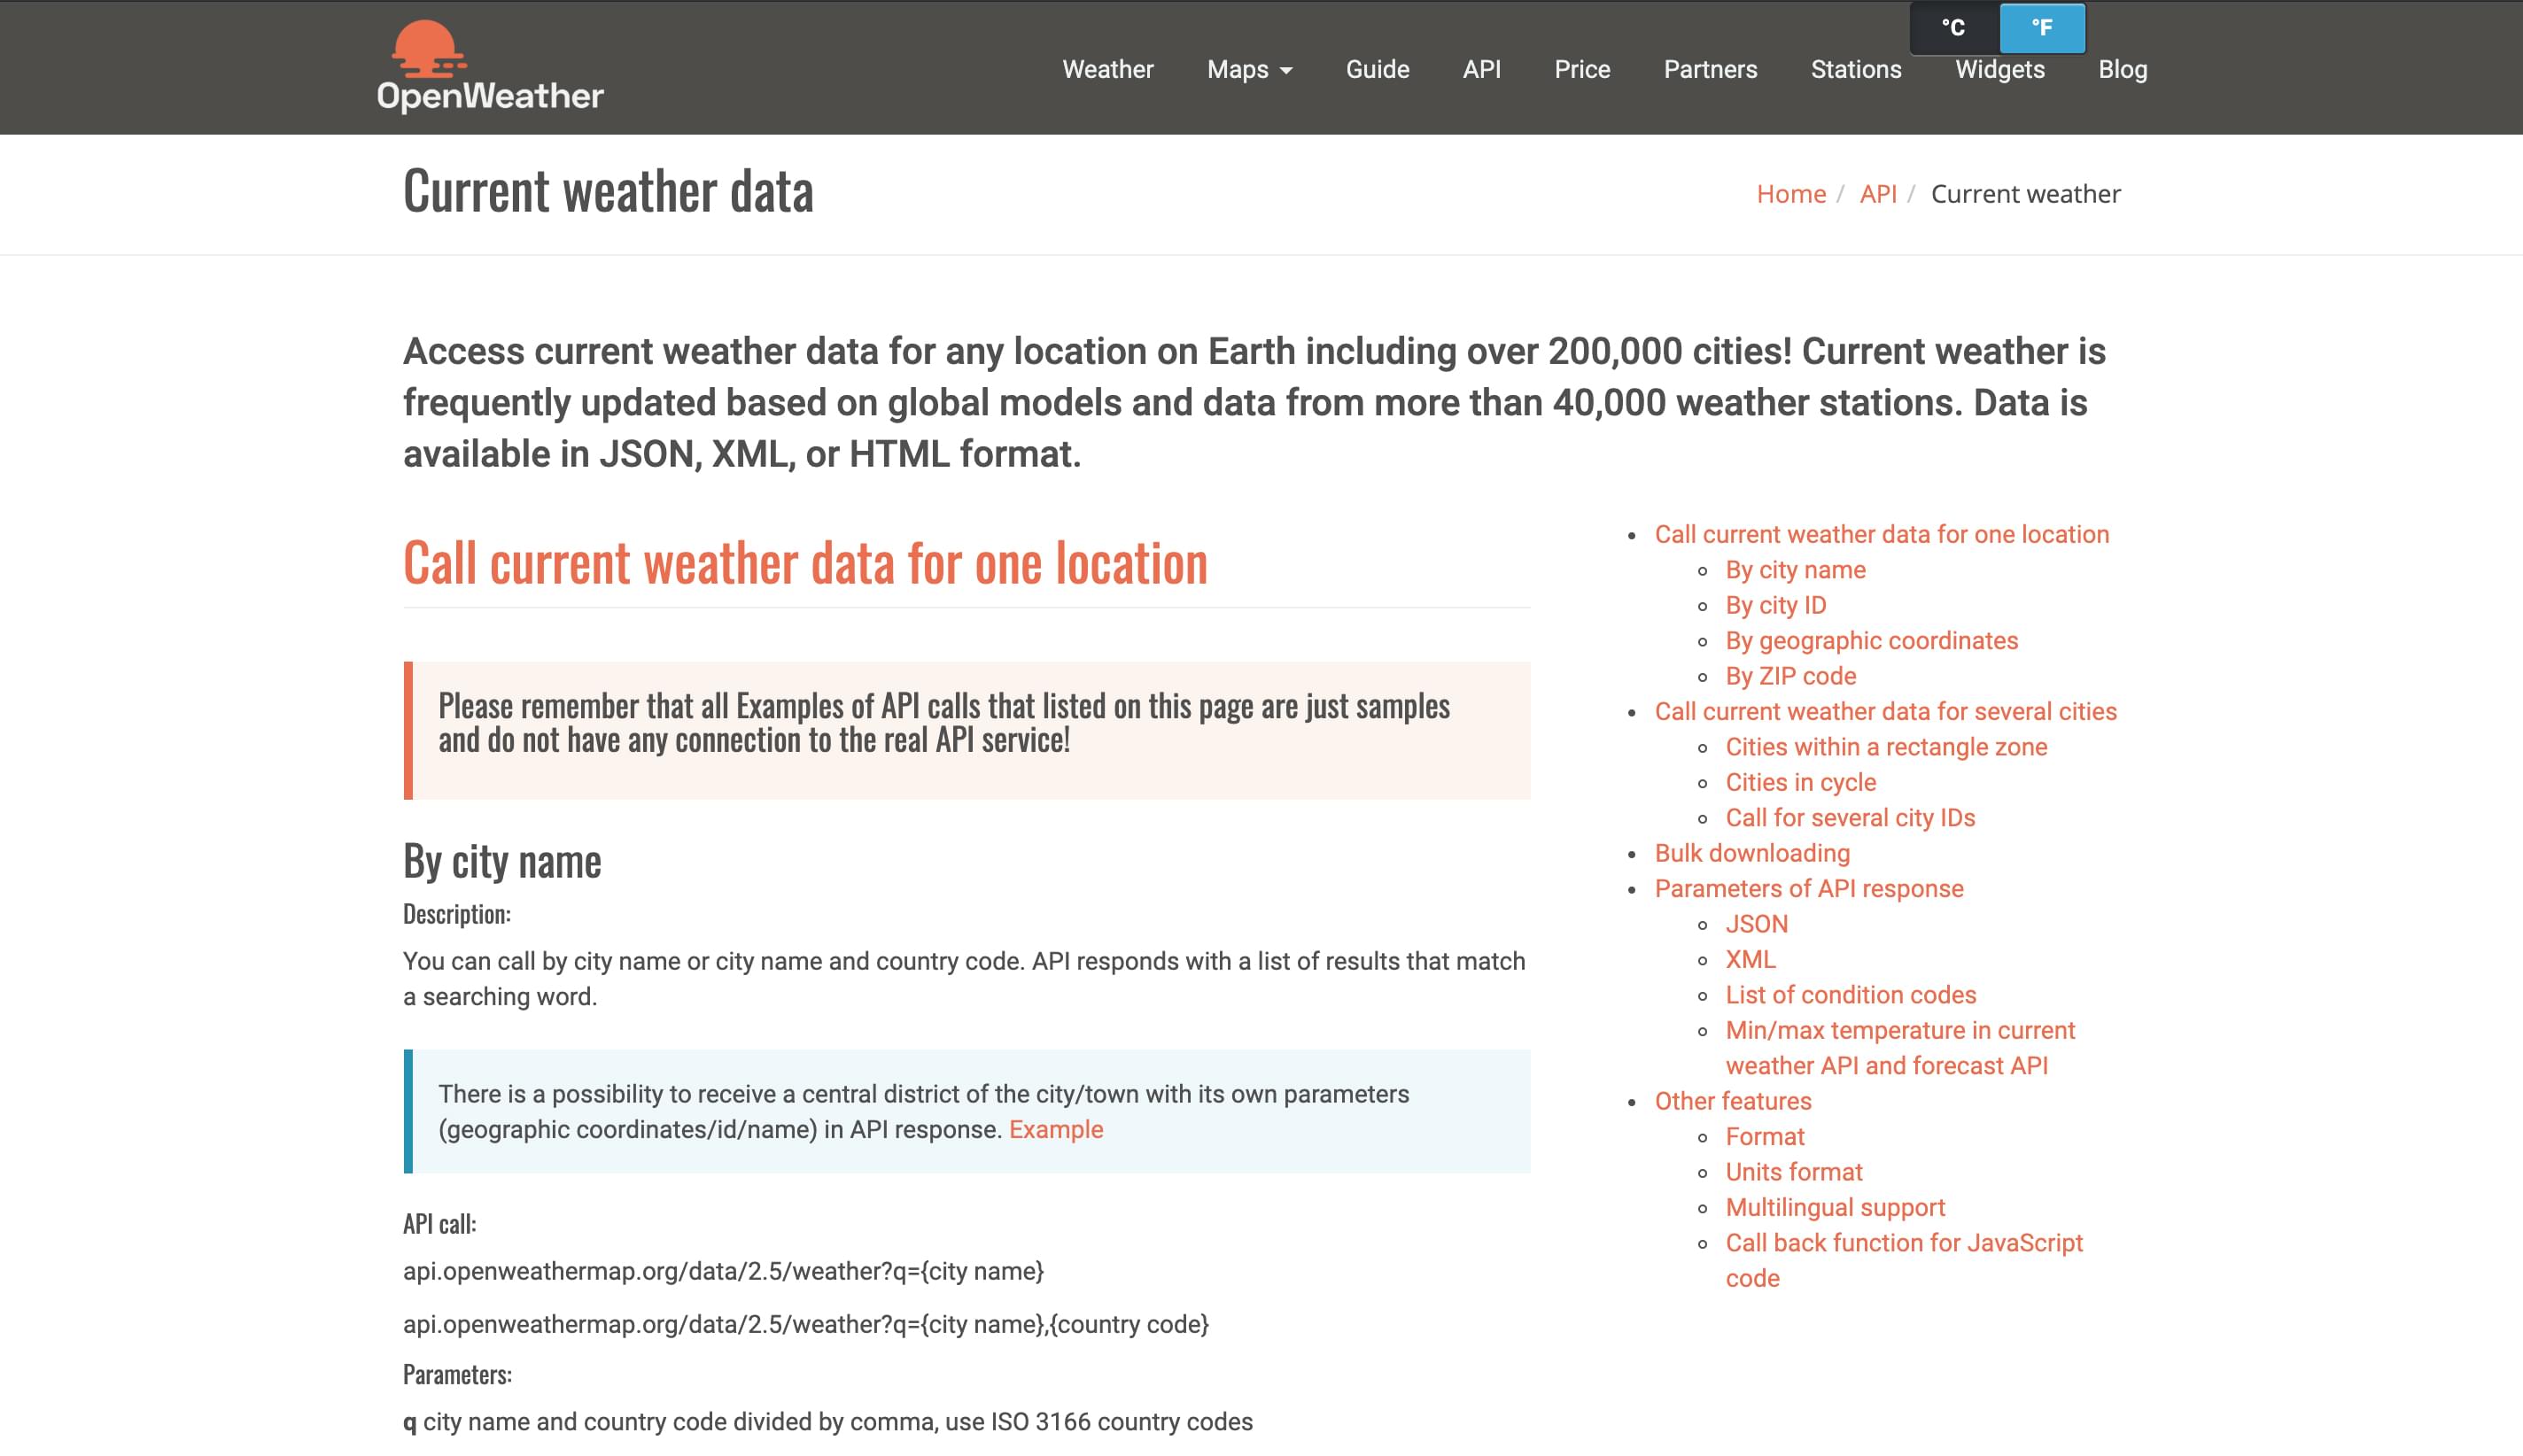 °C °F
OpenWeather
Weather Maps Guide API Price Partners Stations Widgets Blog
Current weather data
Home / API / Current weather
Access current weather data for any location on Earth including over 200,000 cities! Current weather is
frequently updated based on global models and data from more than 40,000 weather stations. Data is
available in JSON, XML, or HTML format.
Call current weather data for one location
Please remember that all Examples of API calls that listed on this page are just samples
and do not have any connection to the real API service!
By city name
Description:
You can call by city name or city name and country code. API responds with a list of results that match
a searching word.
There is a possibility to receive a central district of the city/town with its own parameters
(geographic coordinates/id/name) in API response. Example
API call:
api.openweathermap.org/data/2.5/weather?q={city name}
api.openweathermap.org/data/2.5/weather?q={city name},{country code}
Parameters:
q city name and country code divided by comma, use ISO 3166 country codes
Call current weather data for one location
By city name
By city ID
By geographic coordinates
By ZIP code
Call current weather data for several cities
Cities within a rectangle zone
Cities in cycle
Call for several city IDs
Bulk downloading
Parameters of API response
JSON
XML
List of condition codes
Min/max temperature in current
weather API and forecast API
Other features
Format
Units format
Multilingual support
Call back function for JavaScript
code